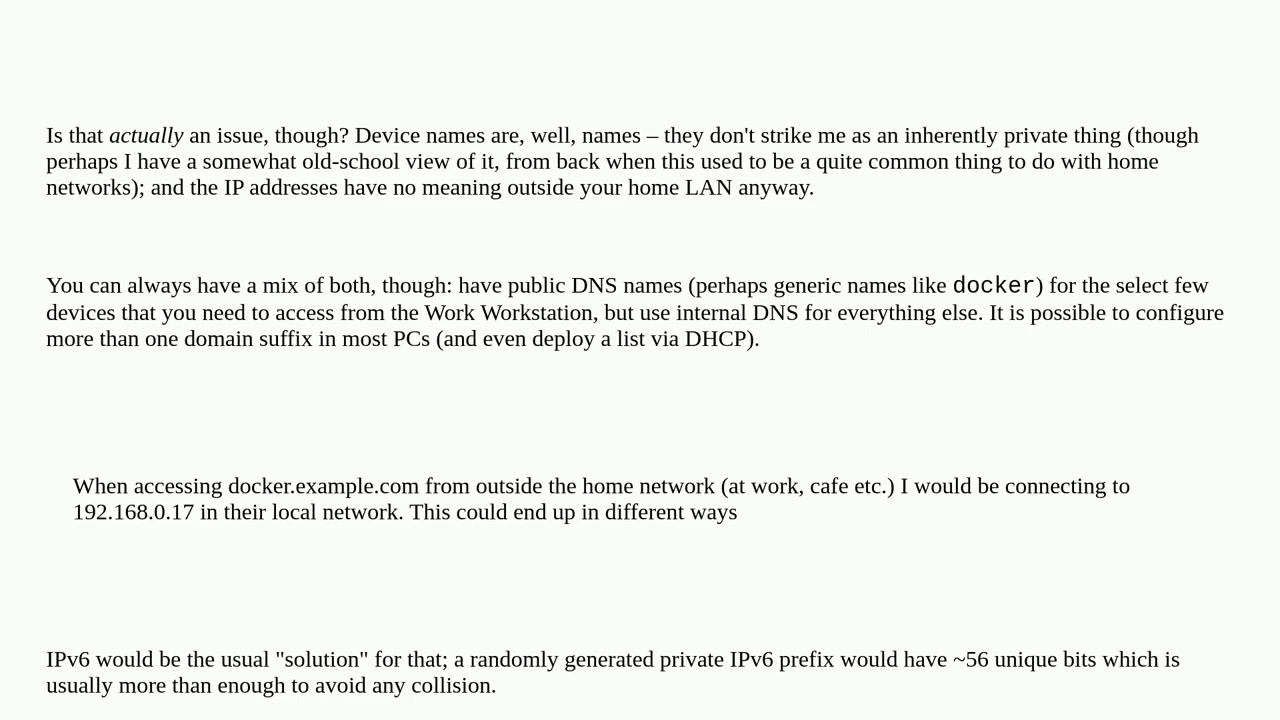 Is that actually an issue, though? Device names are, well, names – they don't strike me as an inherently private thing (though
perhaps I have a somewhat old-school view of it, from back when this used to be a quite common thing to do with home
networks); and the IP addresses have no meaning outside your home LAN anyway.
You can always have a mix of both, though: have public DNS names (perhaps generic names like docker) for the select few
devices that you need to access from the Work Workstation, but use internal DNS for everything else. It is possible to configure
more than one domain suffix in most PCs (and even deploy a list via DHCP).
When accessing docker.example.com from outside the home network (at work, cafe etc.) I would be connecting to
192.168.0.17 in their local network. This could end up in different ways
IPv6 would be the usual "solution" for that; a randomly generated private IPv6 prefix would have ~56 unique bits which is
usually more than enough to avoid any collision.